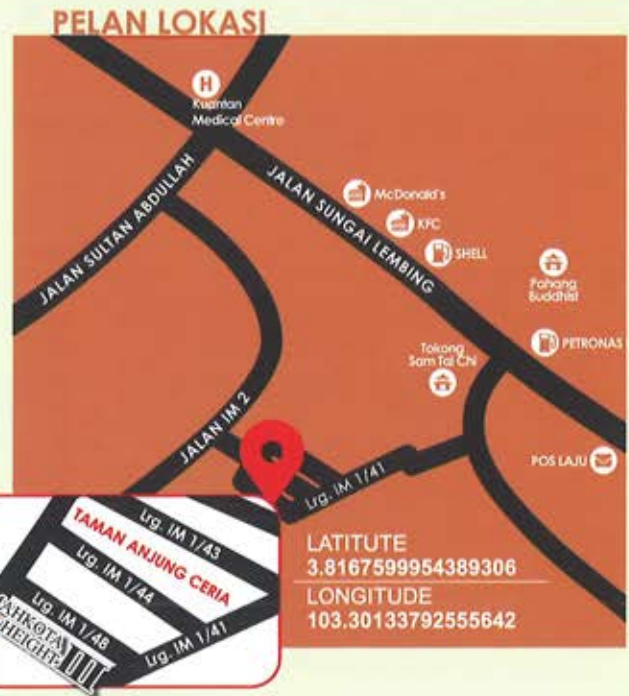 PELAN LOKASI
H
Kuantan
Medical Centre
JALAN SULTAN ABDULLAH
JALAN SUNGAI LEMBING
McDonald's
KFC
SHELL
Pahang
Buddhist
PETRONAS
Tokong
Sam Tai Chi
POS LAJU
JALAN IM 2
Lrg. IM 1/41
LATITUTE
3.8167599954389306
LONGITUDE
103.30133792555642
Lrg. IM 1/43
TAMAN ANJUNG CERIA
Lrg. IM 1/44
Lrg. IM 1/48
Lrg. IM 1/41
HEIGHT